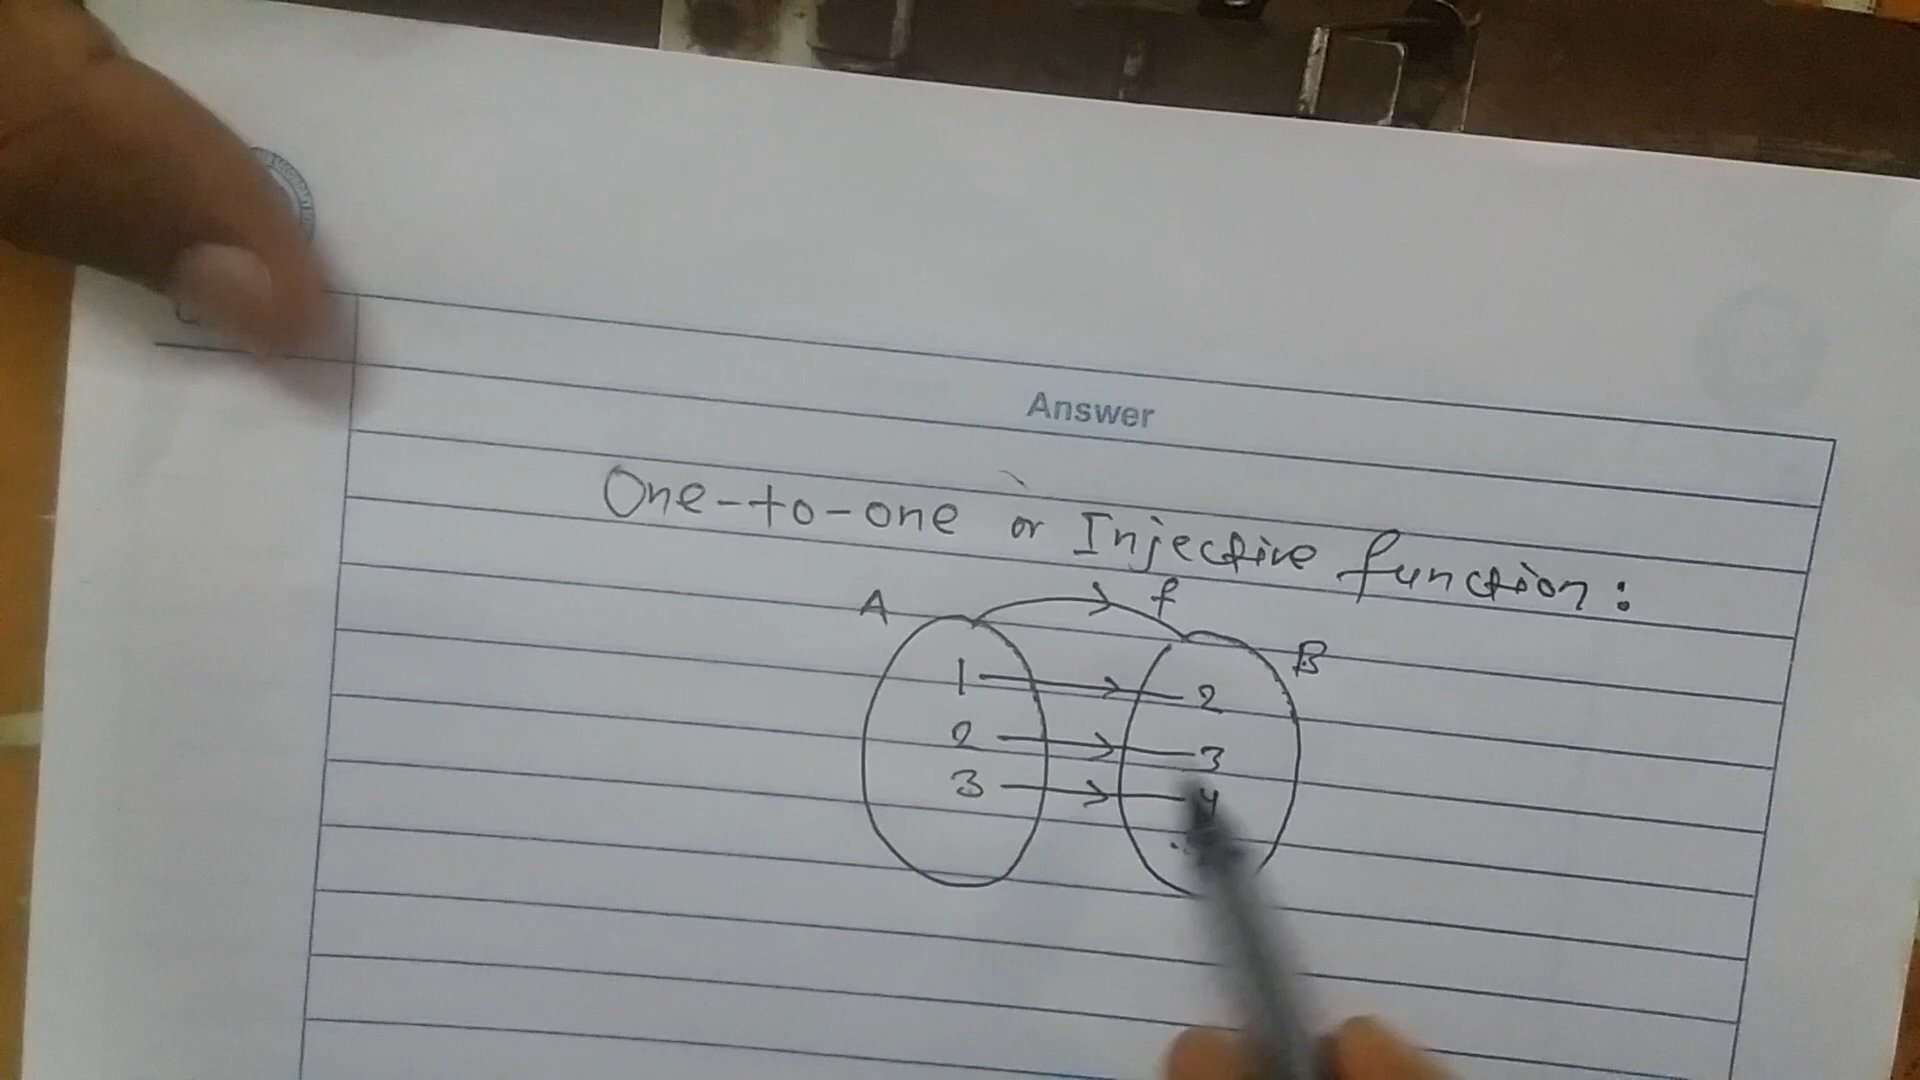 Answer
One-to-one or Injective function:
A f B
1 2
2 3
3 4